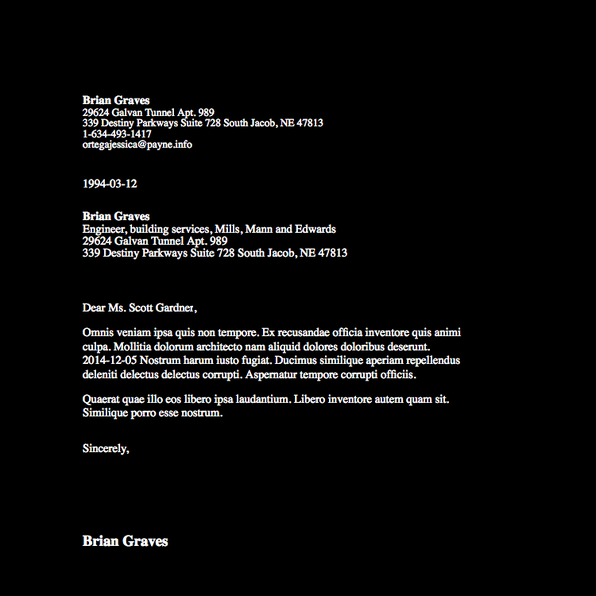 Brian Graves
29624 Galvan Tunnel Apt. 989
339 Destiny Parkways Suite 728 South Jacob, NE 47813
1-634-493-1417
ortegajessica@payne.info
1994-03-12
Brian Graves
Engineer, building services, Mills, Mann and Edwards
29624 Galvan Tunnel Apt. 989
339 Destiny Parkways Suite 728 South Jacob, NE 47813
Dear Ms. Scott Gardner,
Omnis veniam ipsa quis non tempore. Ex recusandae officia inventore quis animi
culpa. Mollitia dolorum architecto nam aliquid dolores doloribus deserunt.
2014-12-05 Nostrum harum iusto fugiat. Ducimus similique aperiam repellendus
deleniti delectus delectus corrupti. Aspernatur tempore corrupti officiis.
Quaerat quae illo eos libero ipsa laudantium. Libero inventore autem quam sit.
Similique porro esse nostrum.
Sincerely,
Brian Graves